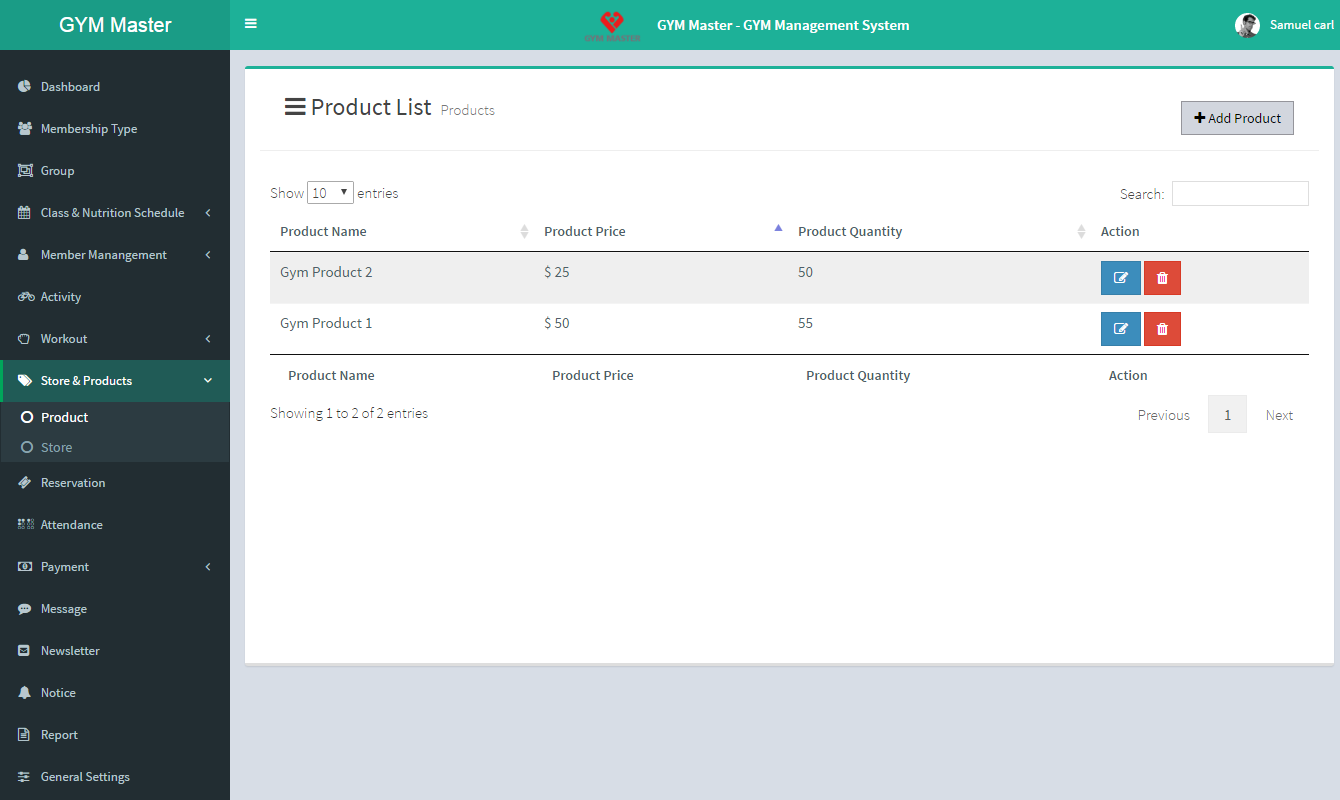 GYM Master
GYM MASTER
GYM Master - GYM Management System
Samuel carl
Dashboard
Membership Type
Group
Class & Nutrition Schedule
Member Manangement
Activity
Workout
Store & Products
Product
Store
Reservation
Attendance
Payment
Message
Newsletter
Notice
Report
General Settings
Product List Products
Add Product
Show 10 entries
Search:
Product Name Product Price Product Quantity Action
Gym Product 2 $ 25 50
Gym Product 1 $ 50 55
Product Name Product Price Product Quantity Action
Showing 1 to 2 of 2 entries
Previous 1 Next